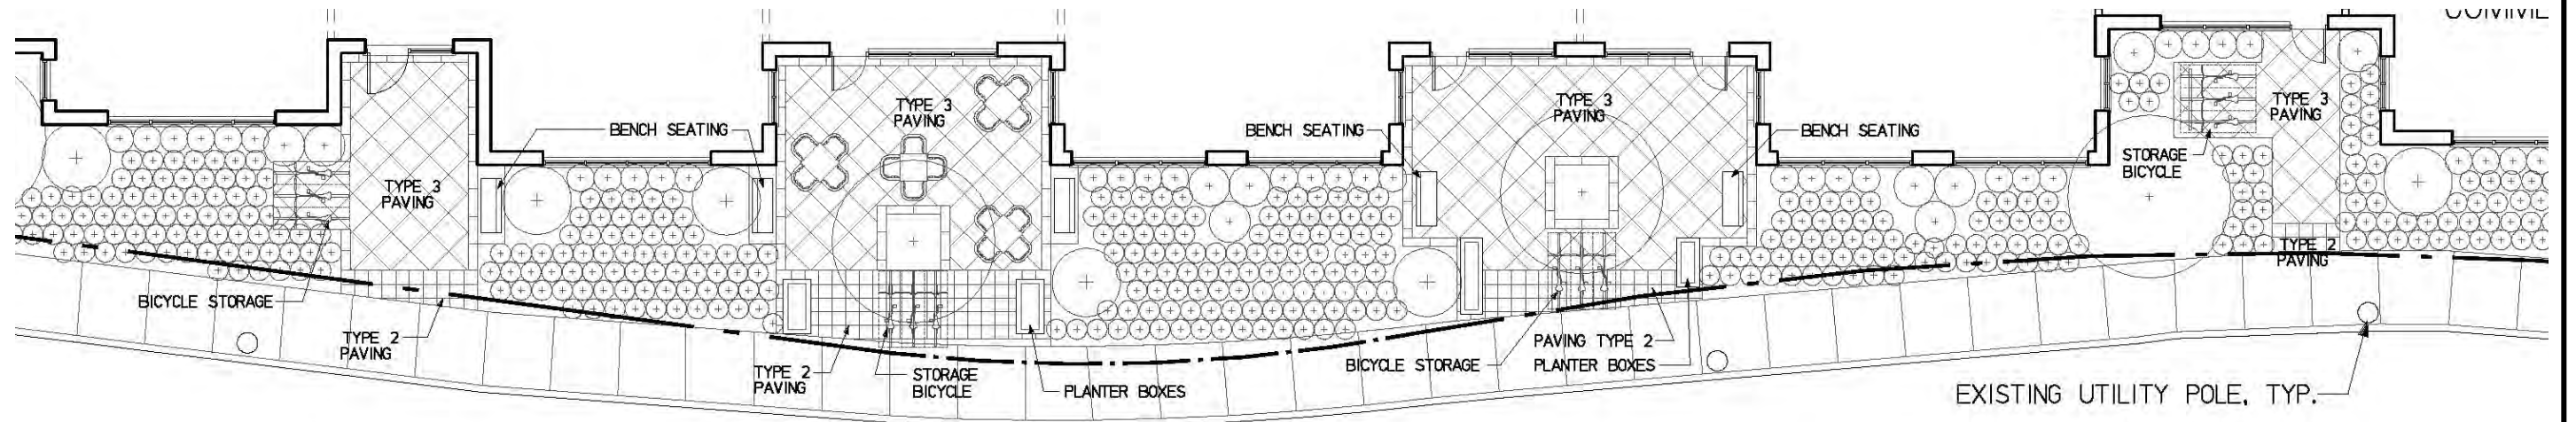 COMME
BENCH SEATING
TYPE 3
PAVING
BENCH SEATING
TYPE 3
PAVING
BENCH SEATING
TYPE 3
PAVING
STORAGE
BICYCLE
TYPE 3
PAVING
TYPE 2
PAVING
BICYCLE STORAGE
TYPE 2
PAVING
TYPE 2
PAVING
STORAGE
BICYCLE
PLANTER BOXES
BICYCLE STORAGE
PAVING TYPE 2
PLANTER BOXES
EXISTING UTILITY POLE, TYP.